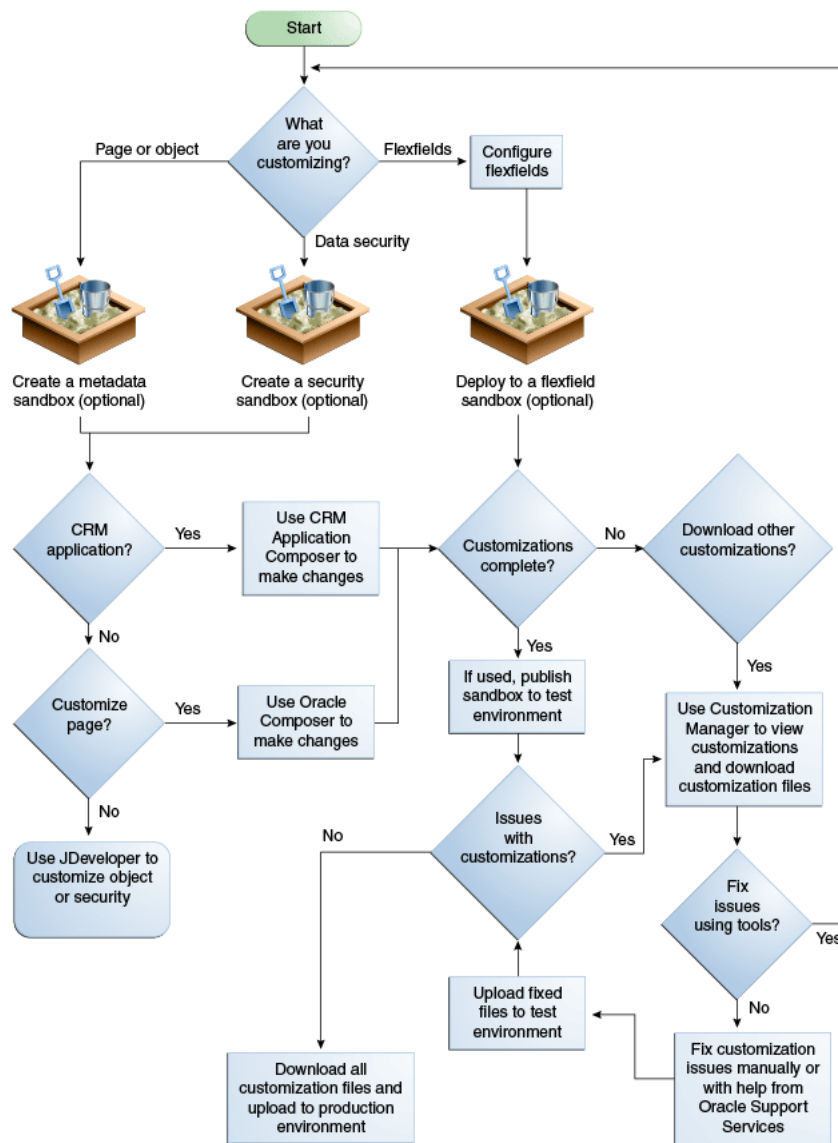 Start
What
are you
customizing?
Page or object
Flexfields
Configure
flexfields
Data security
Create a metadata
sandbox (optional)
Create a security
sandbox (optional)
Deploy to a flexfield
sandbox (optional)
CRM
application?
Yes
Use CRM
Application
Composer to
make changes
Customizations
complete?
No
Download other
customizations?
No
Yes
Yes
Customize
page?
Yes
Use Oracle
Composer to
make changes
If used, publish
sandbox to test
environment
Use Customization
Manager to view
customizations
and download
customization files
No
Use JDeveloper to
customize object
or security
No
Issues
with
customizations?
Yes
Fix
issues
using tools?
Yes
Upload fixed
files to test
environment
No
Download all
customization files and
upload to production
environment
Fix customization
issues manually or
with help from
Oracle Support
Services